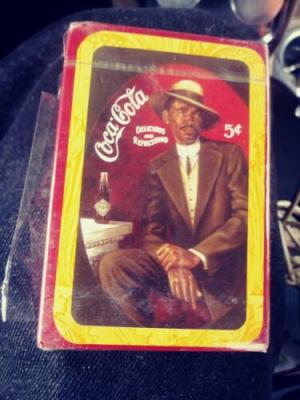 Coca-Cola
DELICIOUS
AND
REFRESHING
5¢